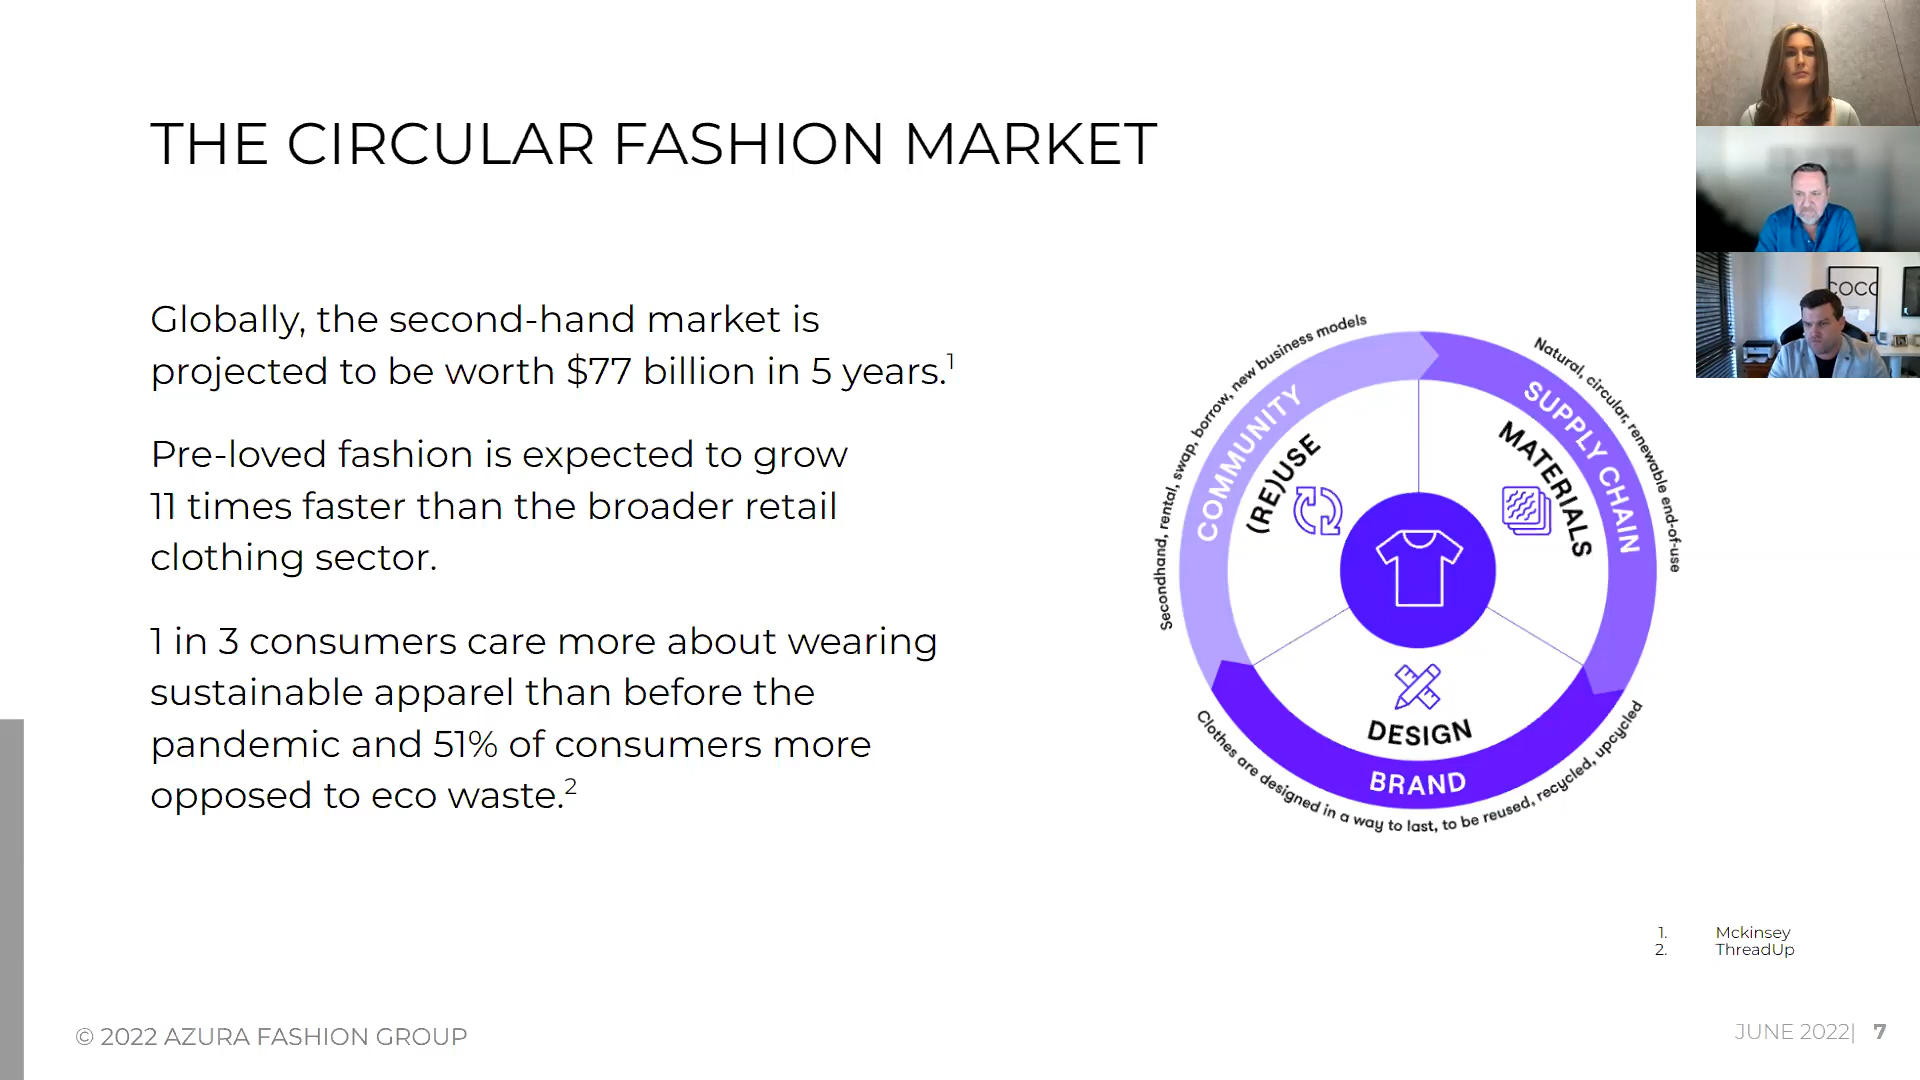 THE CIRCULAR FASHION MARKET
Globally, the second-hand market is
projected to be worth $77 billion in 5 years.1
Pre-loved fashion is expected to grow
11 times faster than the broader retail
clothing sector.
1 in 3 consumers care more about wearing
sustainable apparel than before the
pandemic and 51% of consumers more
opposed to eco waste.2
Secondhand, rental, swap, borrow, new business models
COMMUNITY
(RE)USE
Natural, circular, renewable end-of-use
SUPPLY CHAIN
MATERIALS
DESIGN
BRAND
Clothes are designed in a way to last, to be reused, recycled, upcycled
COCO
1. Mckinsey
2. ThreadUp
© 2022 AZURA FASHION GROUP
JUNE 2022| 7